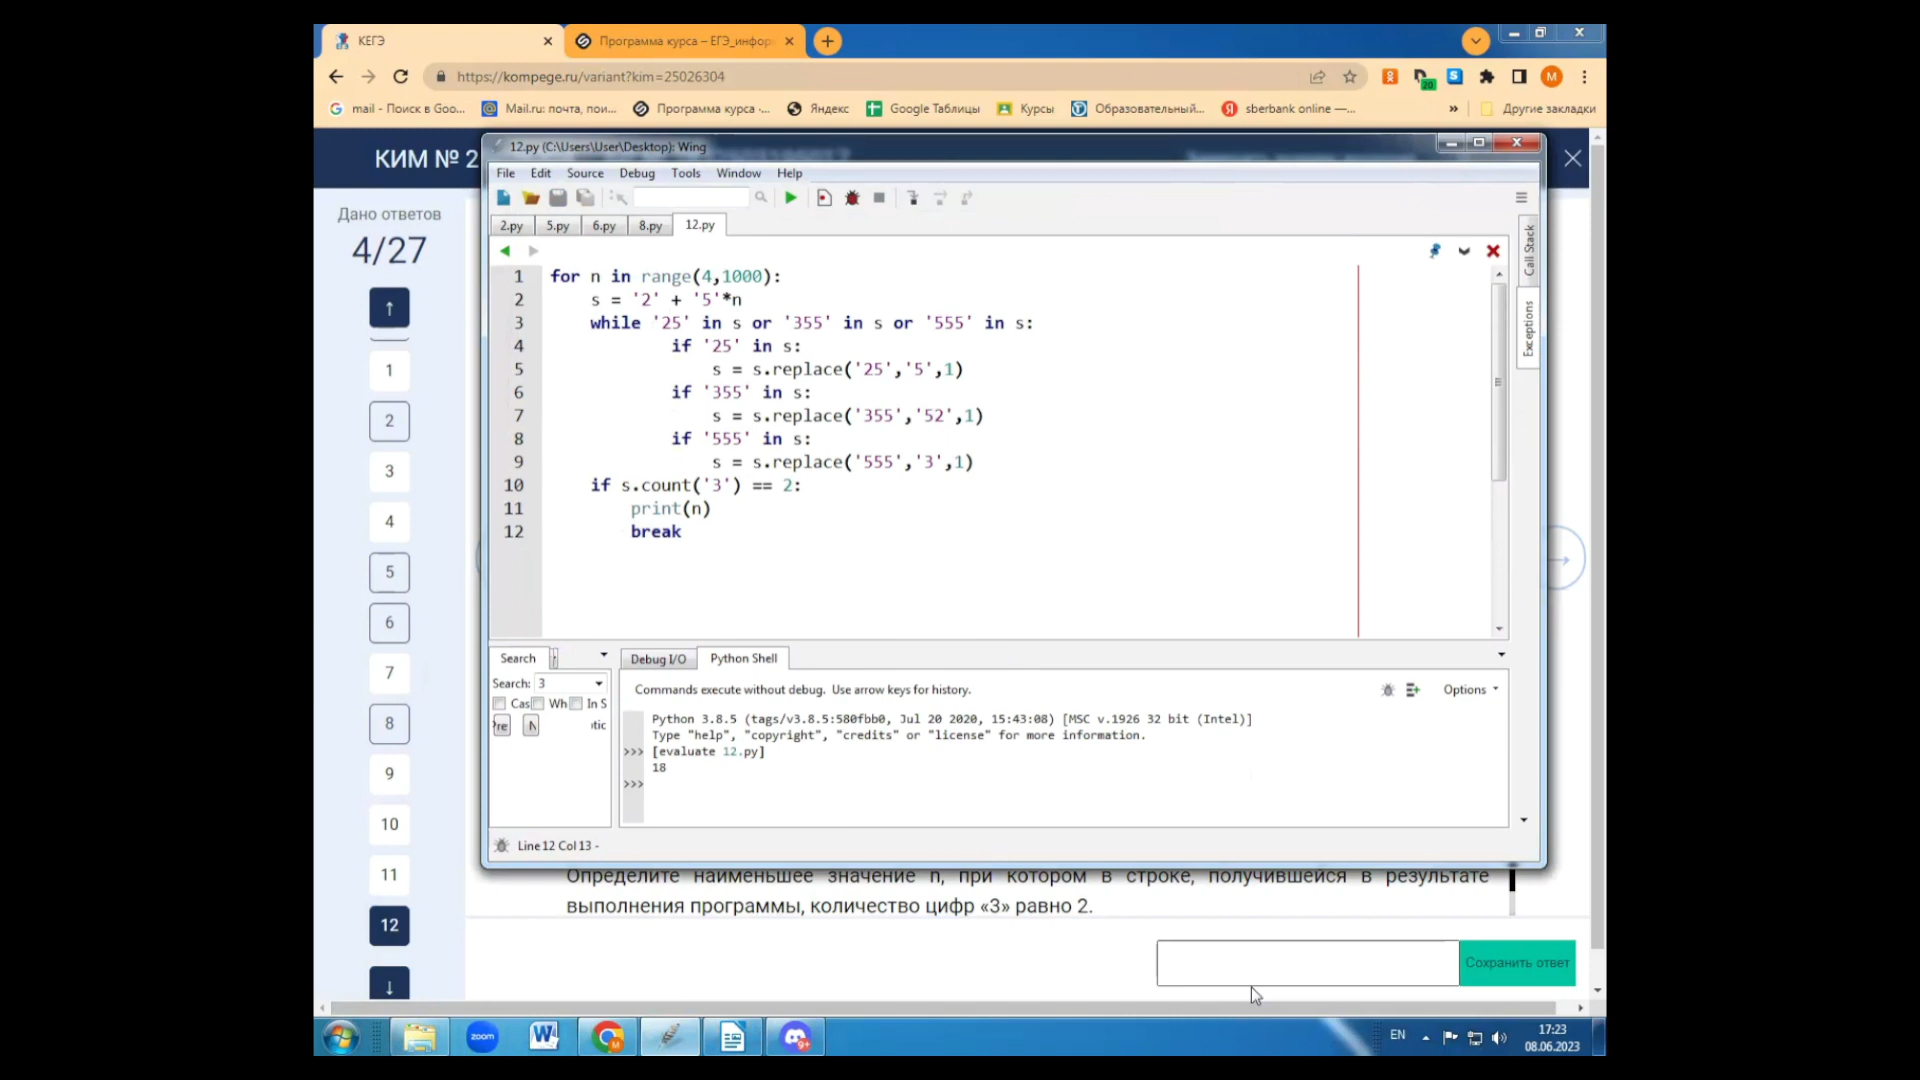 КЕГЭ
Программа курса – ЕГЭ_инфор
https://kompege.ru/variant?kim=25026304
mail - Поиск в Goo...
Mail.ru: почта, пои...
Программа курса -...
Яндекс
Google Таблицы
Курсы
Образовательный...
sberbank online —...
»
Другие закладки
КИМ № 2
12.py (C:\Users\User\Desktop): Wing
File Edit Source Debug Tools Window Help
2.py 5.py 6.py 8.py 12.py
Дано ответов
4/27
↑
1
2
3
4
5
6
7
8
9
10
11
12
↓
1 for n in range(4,1000):
2     s = '2' + '5'*n
3     while '25' in s or '355' in s or '555' in s:
4             if '25' in s:
5                 s = s.replace('25','5',1)
6             if '355' in s:
7                 s = s.replace('355','52',1)
8             if '555' in s:
9                 s = s.replace('555','3',1)
10     if s.count('3') == 2:
11         print(n)
12         break
Call Stack
Exceptions
Search
Search: 3
Cas Wh In S
re N tic
Debug I/O Python Shell
Commands execute without debug. Use arrow keys for history.
Options
Python 3.8.5 (tags/v3.8.5:580fbb0, Jul 20 2020, 15:43:08) [MSC v.1926 32 bit (Intel)]
Type "help", "copyright", "credits" or "license" for more information.
>>> [evaluate 12.py]
18
>>>
Line 12 Col 13 -
Определите наименьшее значение n, при котором в строке, получившейся в результате
выполнения программы, количество цифр «3» равно 2.
Сохранить ответ
zoom
EN
17:23
08.06.2023